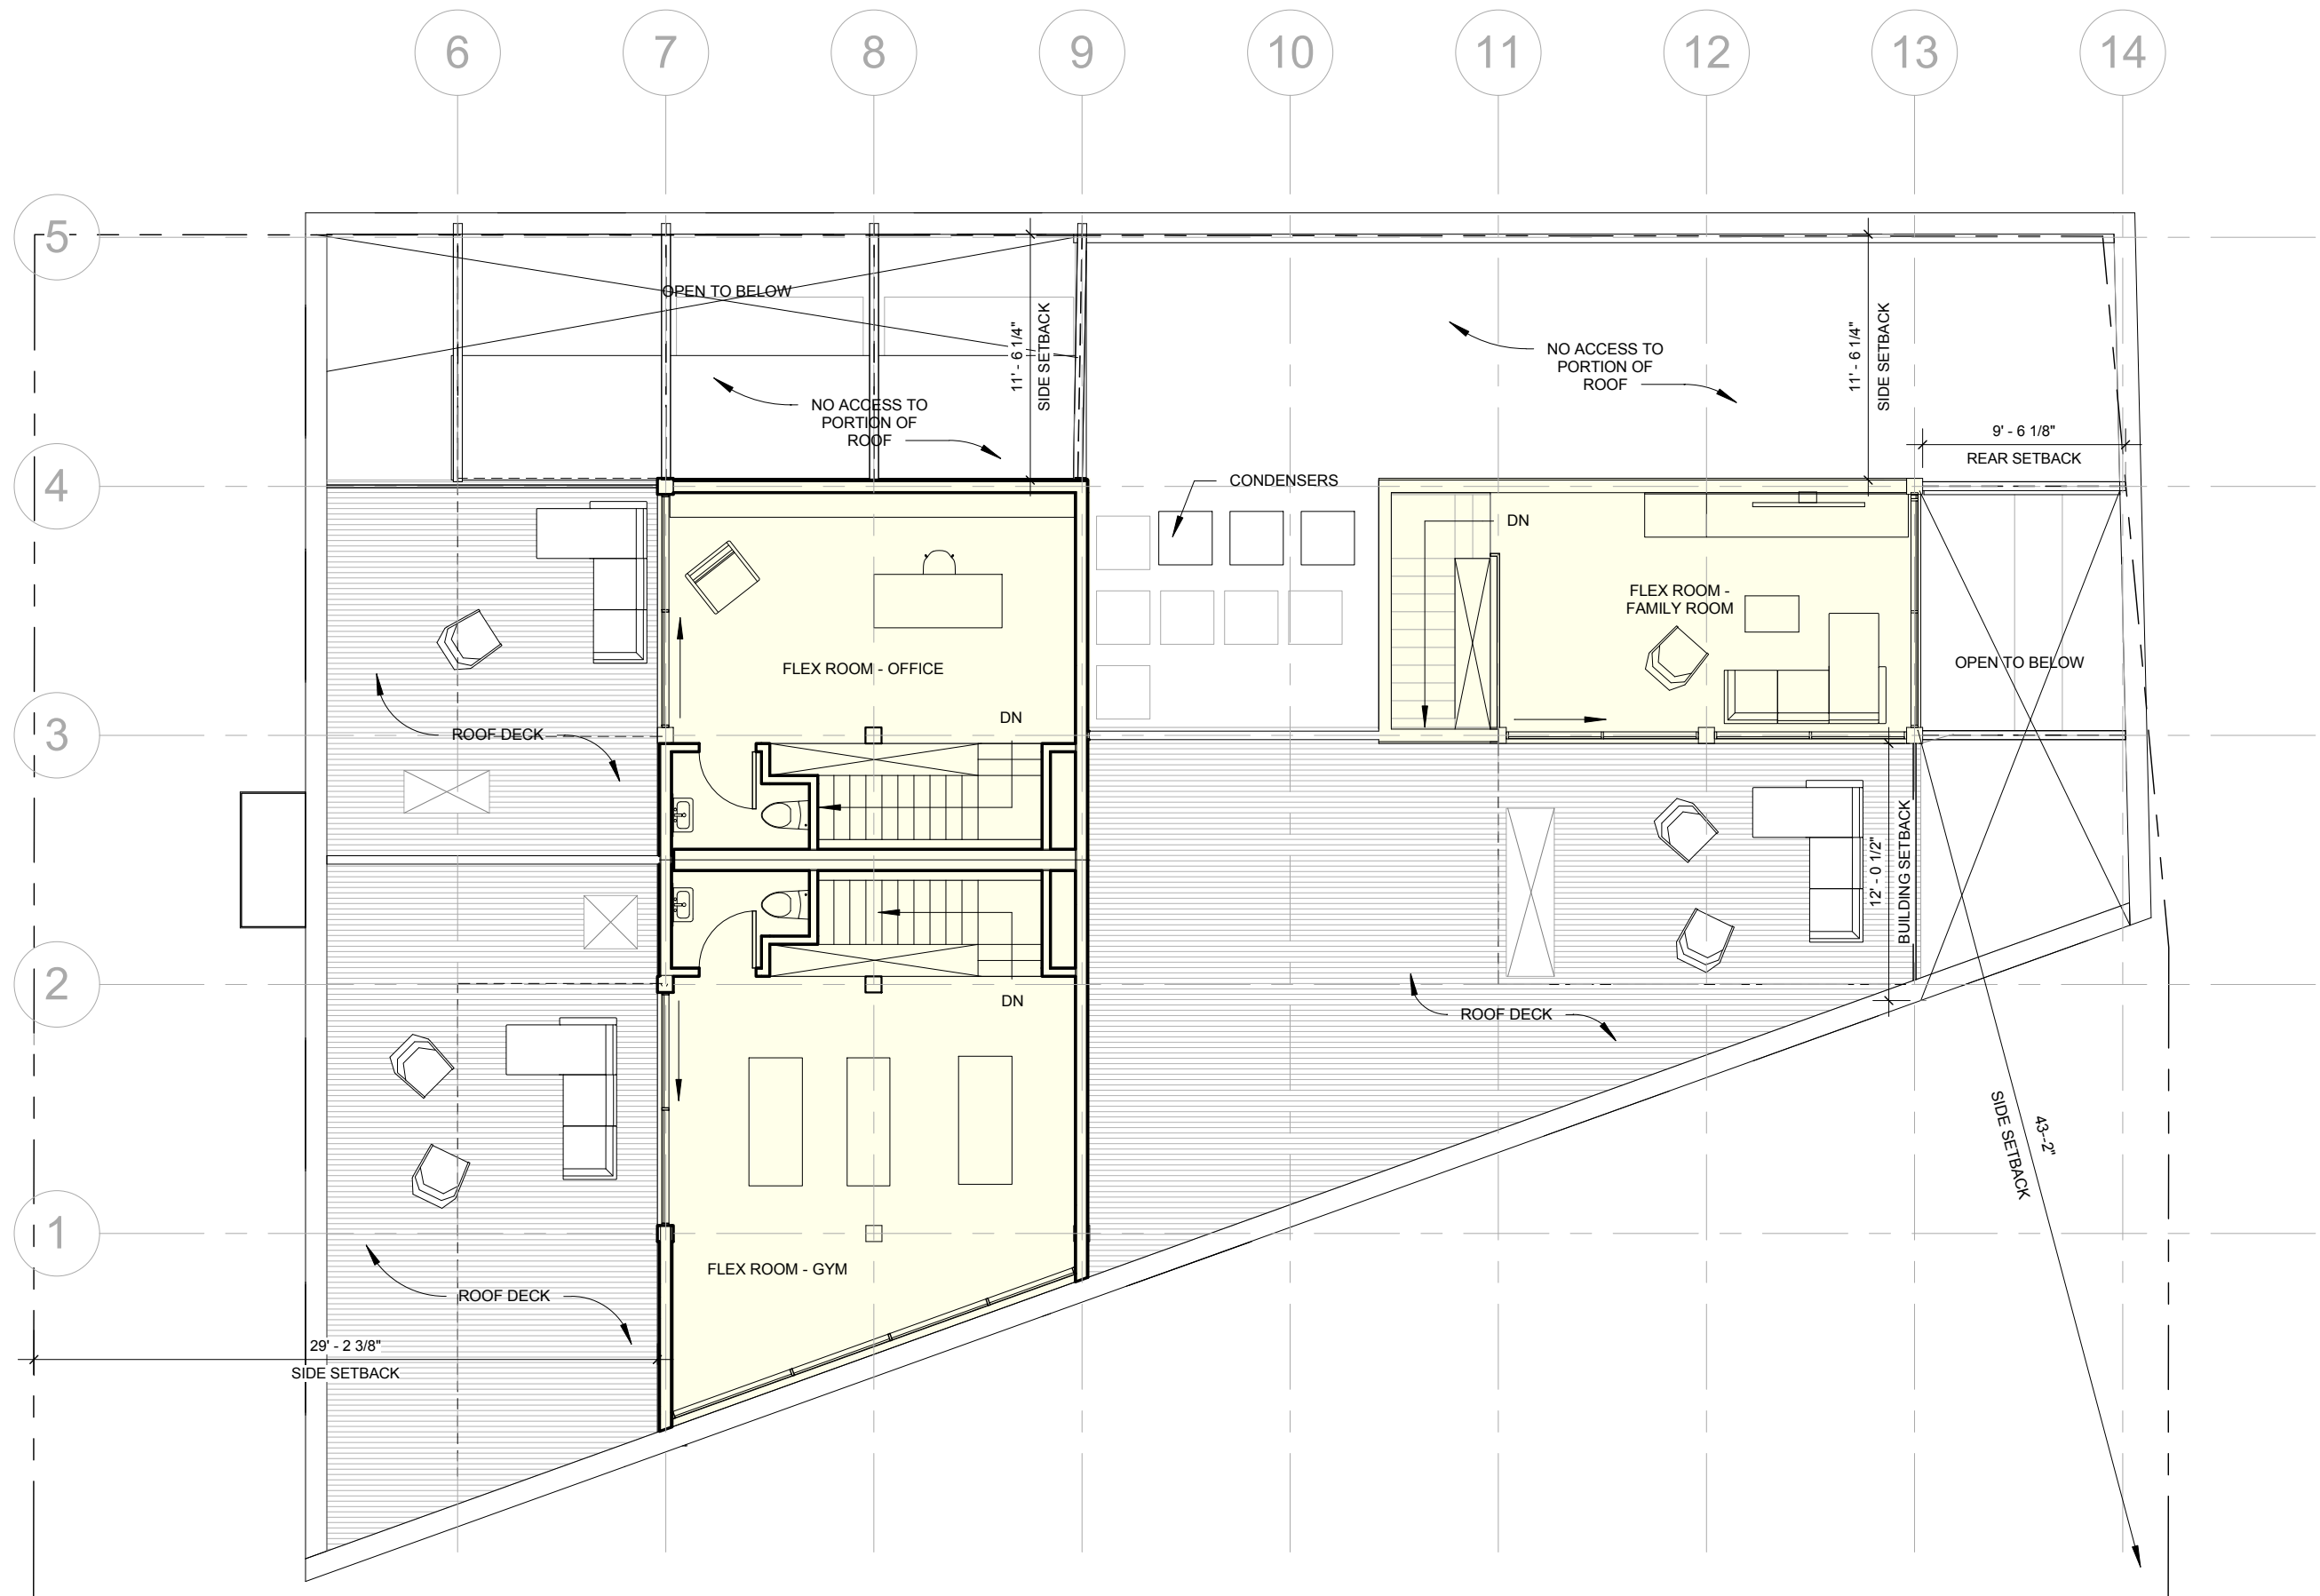 6
7
8
9
10
11
12
13
14
5
OPEN TO BELOW
11' - 6 1/4"
SIDE SETBACK
NO ACCESS TO
PORTION OF
ROOF
NO ACCESS TO
PORTION OF
ROOF
11' - 6 1/4"
SIDE SETBACK
9' - 6 1/8"
REAR SETBACK
4
CONDENSERS
DN
FLEX ROOM -
FAMILY ROOM
FLEX ROOM - OFFICE
OPEN TO BELOW
DN
3
ROOF DECK
12' - 0 1/2"
BUILDING SETBACK
2
DN
ROOF DECK
43--2"
SIDE SETBACK
1
FLEX ROOM - GYM
ROOF DECK
29' - 2 3/8"
SIDE SETBACK